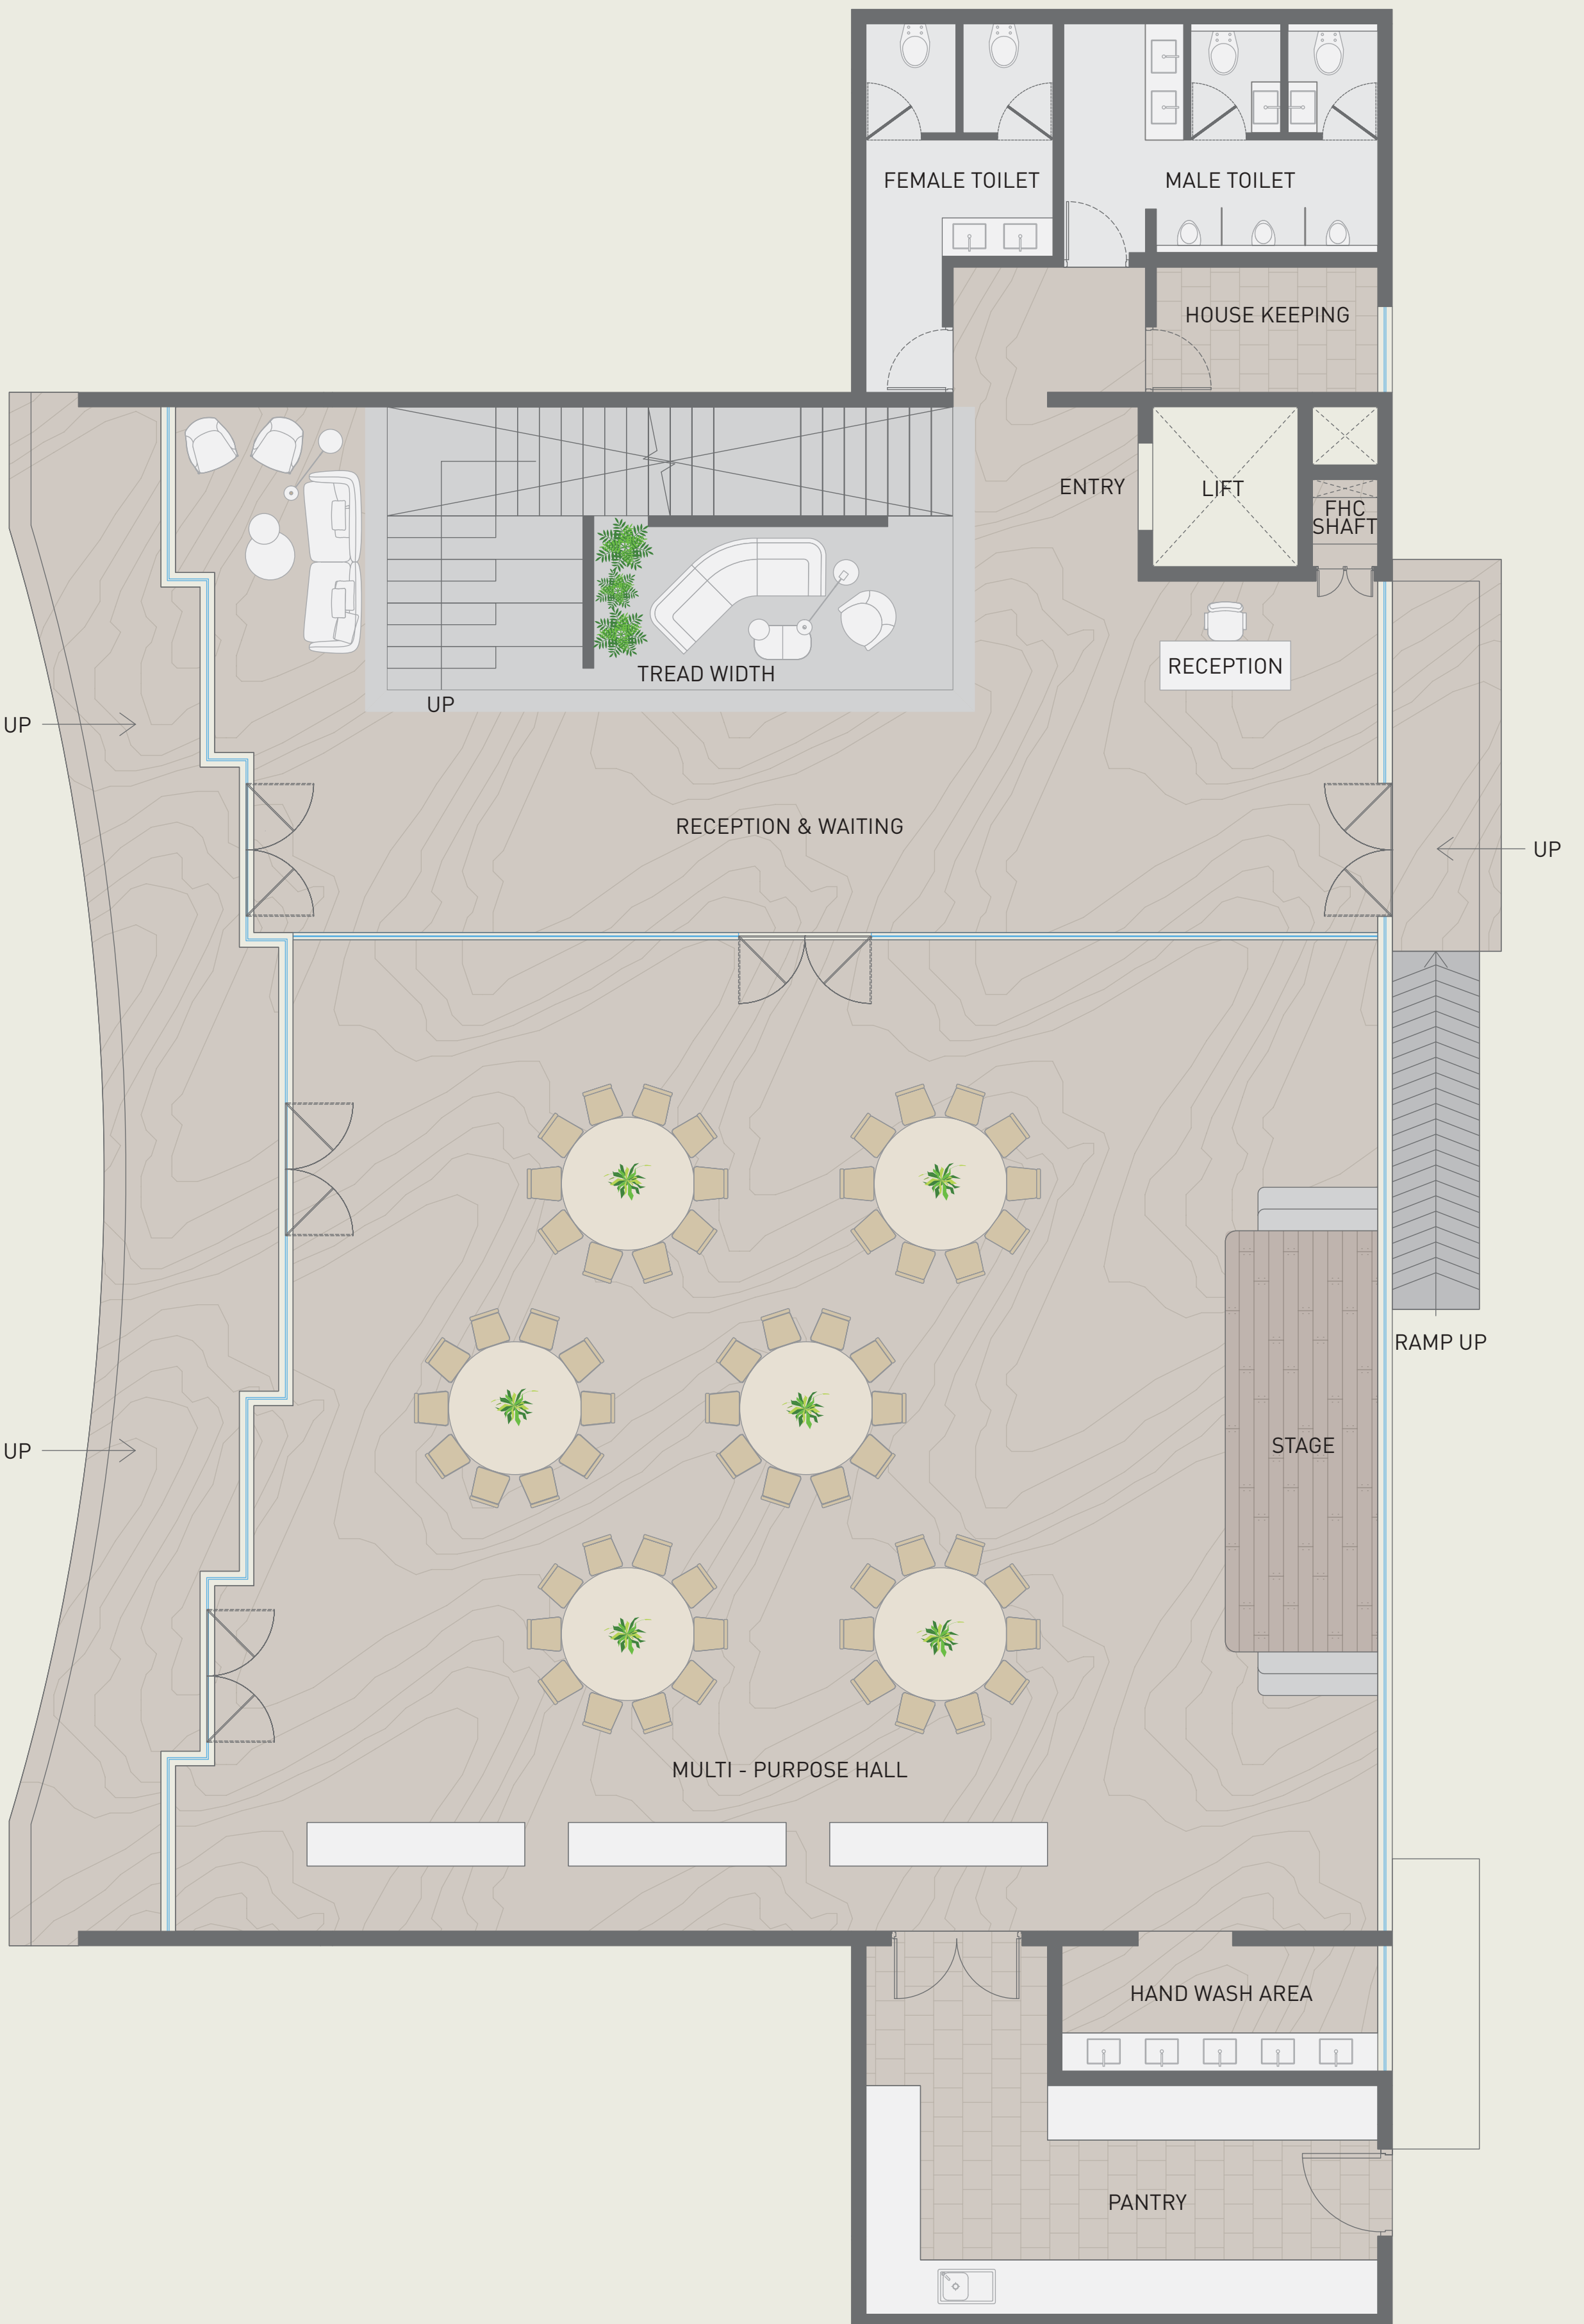 FEMALE TOILET
MALE TOILET
HOUSE KEEPING
ENTRY
LIFT
FHC
SHAFT
RECEPTION
TREAD WIDTH
UP
UP
RECEPTION & WAITING
UP
RAMP UP
STAGE
UP
MULTI - PURPOSE HALL
HAND WASH AREA
PANTRY